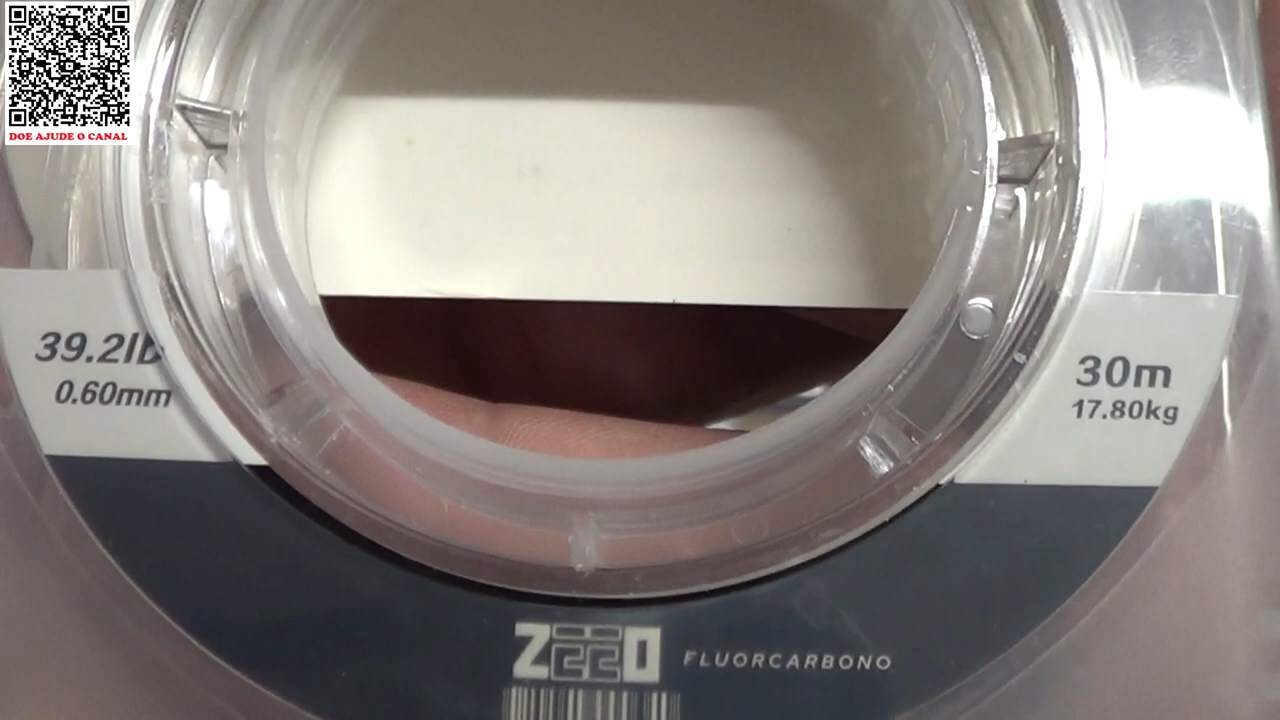 DOE AJUDE O CANAL
39.2lb
0.60mm
30m
17.80kg
FLUORCARBONO